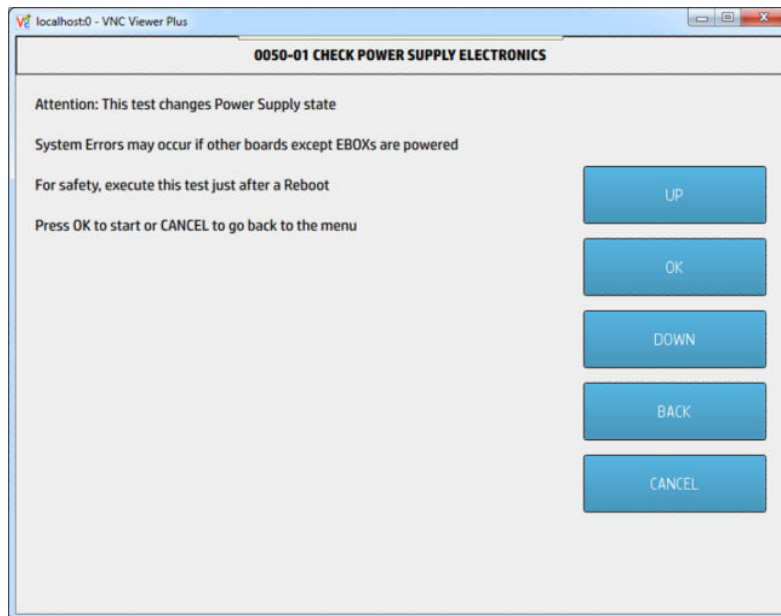 localhost:0 - VNC Viewer Plus
0050-01 CHECK POWER SUPPLY ELECTRONICS
Attention: This test changes Power Supply state
System Errors may occur if other boards except EBOXs are powered
For safety, execute this test just after a Reboot
Press OK to start or CANCEL to go back to the menu
UP
OK
DOWN
BACK
CANCEL